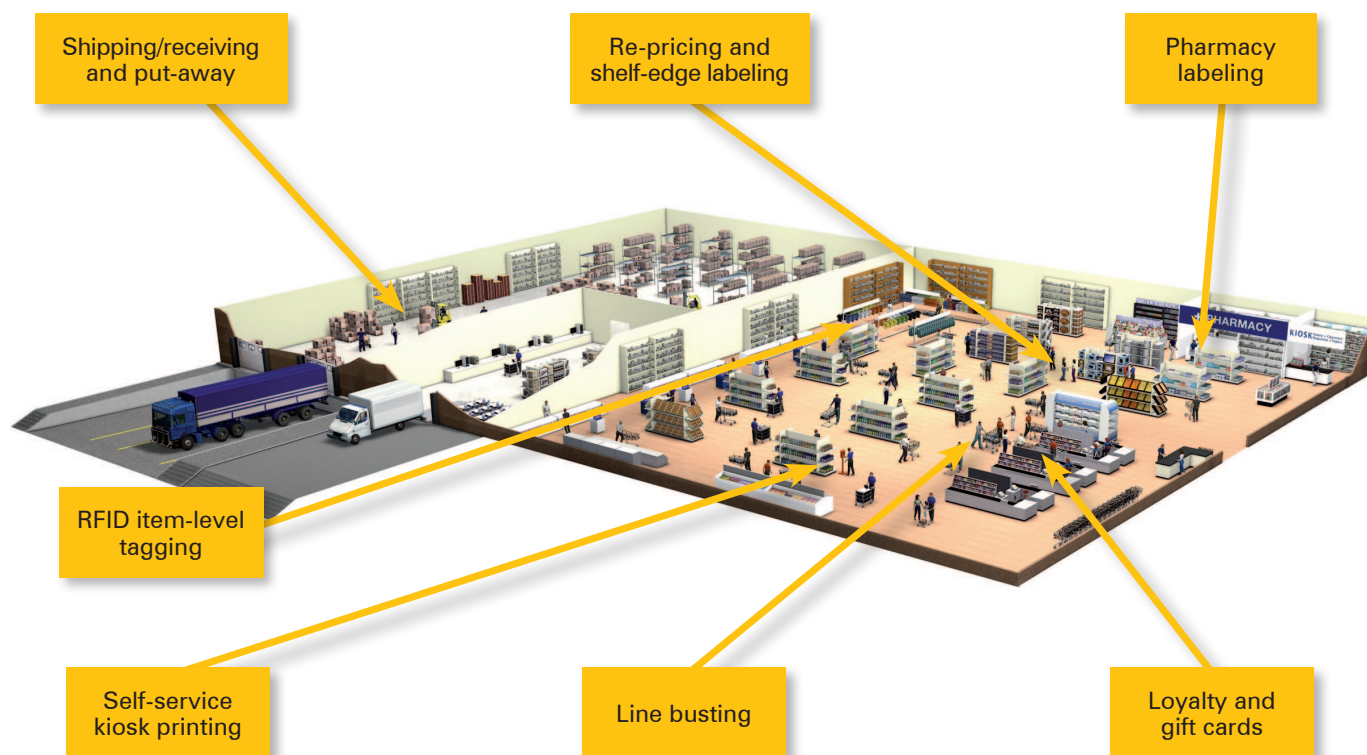 Shipping/receiving
and put-away
Re-pricing and
shelf-edge labeling
Pharmacy
labeling
PHARMACY
KIOSK
RFID item-level
tagging
Self-service
kiosk printing
Line busting
Loyalty and
gift cards